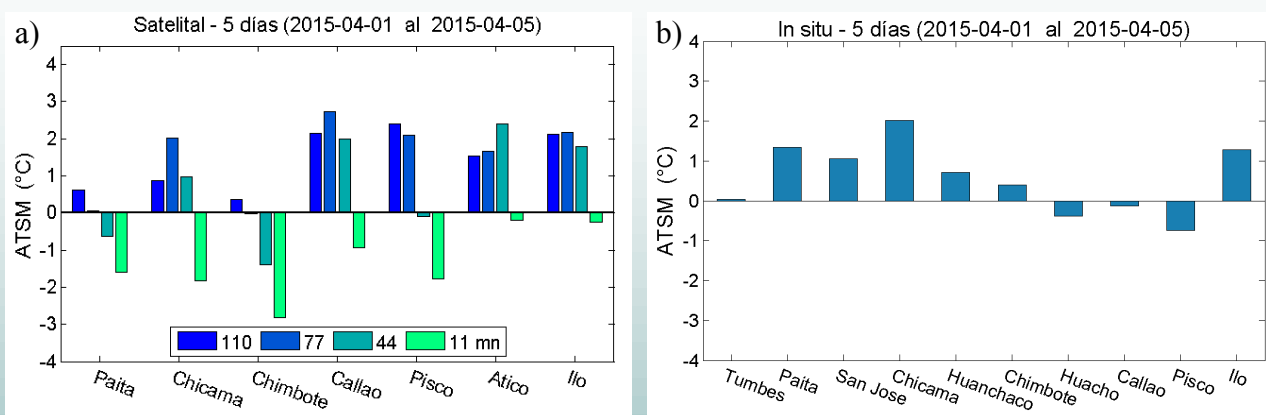 a)
Satelital - 5 días (2015-04-01 al 2015-04-05)
ATSM (°C)
4
3
2
1
0
-1
-2
-3
-4
110 77 44 11 mn
Paita Chicama Chimbote Callao Pisco Atico Ilo
b)
In situ - 5 días (2015-04-01 al 2015-04-05)
ATSM (°C)
4
3
2
1
0
-1
-2
-3
-4
Tumbes Paita San Jose Chicama Huanchaco Chimbote Huacho Callao Pisco Ilo